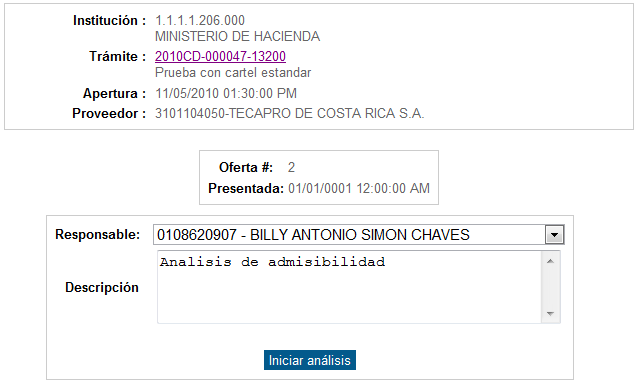 Institución : 1.1.1.1.206.000
MINISTERIO DE HACIENDA
Trámite : 2010CD-000047-13200
Prueba con cartel estandar
Apertura : 11/05/2010 01:30:00 PM
Proveedor : 3101104050-TECAPRO DE COSTA RICA S.A.
Oferta #: 2
Presentada: 01/01/0001 12:00:00 AM
Responsable: 0108620907 - BILLY ANTONIO SIMON CHAVES
Descripción Analisis de admisibilidad
Iniciar análisis